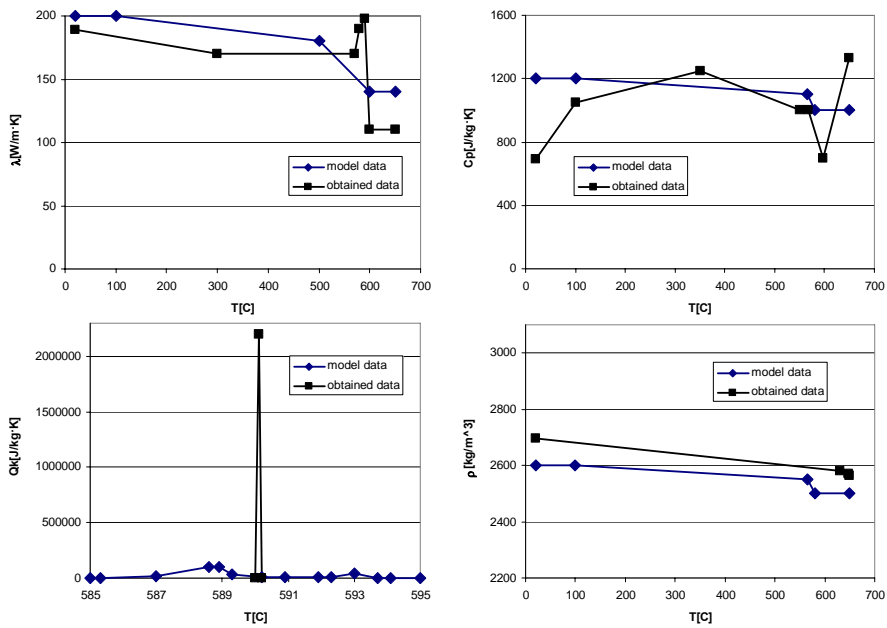 200
150
100
50
0
λ[W/m·K]
0 100 200 300 400 500 600 700
T[C]
model data
obtained data
1600
1200
800
400
0
Cp[J/kg·K]
0 100 200 300 400 500 600 700
T[C]
model data
obtained data
2000000
1500000
1000000
500000
0
Qk[J/kg·K]
585 587 589 591 593 595
T[C]
model data
obtained data
3000
2800
2600
2400
2200
ρ [kg/m^3]
0 100 200 300 400 500 600 700
T[C]
model data
obtained data